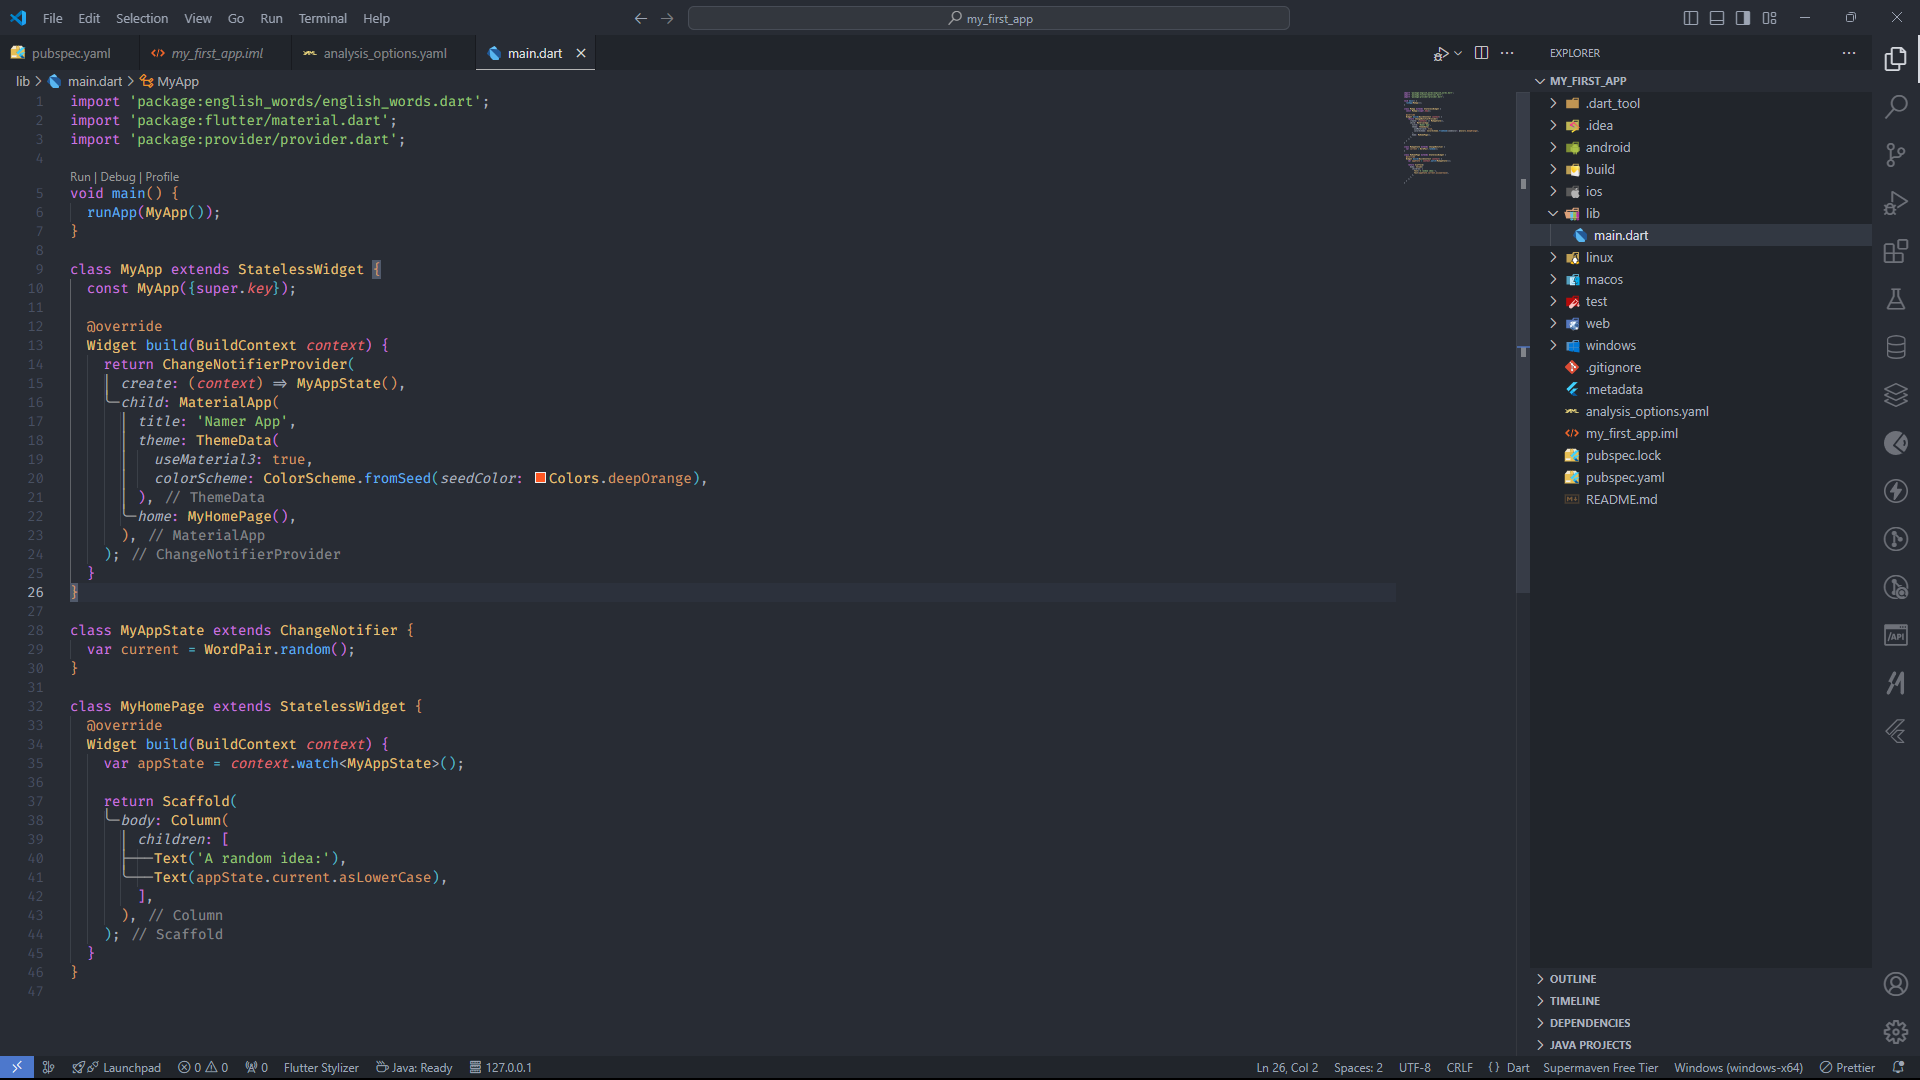 File Edit Selection View Go Run Terminal Help
my_first_app
pubspec.yaml
my_first_app.iml
analysis_options.yaml
main.dart
lib > main.dart > MyApp
1 import 'package:english_words/english_words.dart';
2 import 'package:flutter/material.dart';
3 import 'package:provider/provider.dart';
4
Run | Debug | Profile
5 void main() {
6 runApp(MyApp());
7 }
8
9 class MyApp extends StatelessWidget {
10 const MyApp({super.key});
11
12 @override
13 Widget build(BuildContext context) {
14 return ChangeNotifierProvider(
15 create: (context) => MyAppState(),
16 child: MaterialApp(
17 title: 'Namer App',
18 theme: ThemeData(
19 useMaterial3: true,
20 colorScheme: ColorScheme.fromSeed(seedColor: Colors.deepOrange),
21 ), // ThemeData
22 home: MyHomePage(),
23 ), // MaterialApp
24 ); // ChangeNotifierProvider
25 }
26 }
27
28 class MyAppState extends ChangeNotifier {
29 var current = WordPair.random();
30 }
31
32 class MyHomePage extends StatelessWidget {
33 @override
34 Widget build(BuildContext context) {
35 var appState = context.watch<MyAppState>();
36
37 return Scaffold(
38 body: Column(
39 children: [
40 Text('A random idea:'),
41 Text(appState.current.asLowerCase),
42 ],
43 ), // Column
44 ); // Scaffold
45 }
46 }
47
EXPLORER
MY_FIRST_APP
.dart_tool
.idea
android
build
ios
lib
main.dart
linux
macos
test
web
windows
.gitignore
.metadata
analysis_options.yaml
my_first_app.iml
pubspec.lock
pubspec.yaml
README.md
OUTLINE
TIMELINE
DEPENDENCIES
JAVA PROJECTS
/API
Launchpad 0 0 0 Flutter Stylizer Java: Ready 127.0.0.1 Ln 26, Col 2 Spaces: 2 UTF-8 CRLF { } Dart Supermaven Free Tier Windows (windows-x64) Prettier